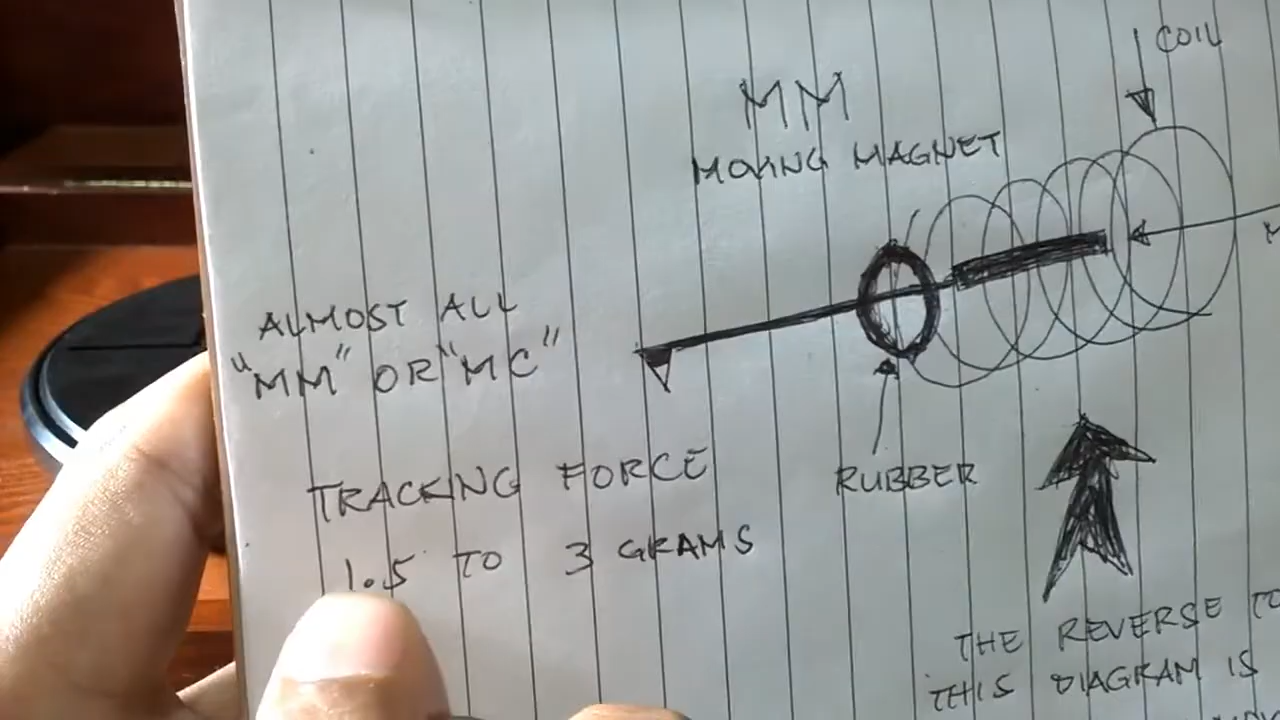 COIL
MM
MOVING MAGNET
ALMOST ALL
"MM" OR "MC"
TRACKING FORCE
1.5 TO 3 GRAMS
RUBBER
THE REVERSE TO
THIS DIAGRAM IS